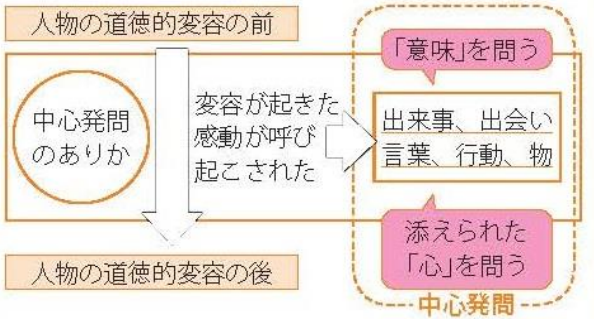 人物の道徳的変容の前
「意味」を問う
中心発問
のありか
変容が起きた
感動が呼び
起こされた
出来事、出会い
言葉、行動、物
添えられた
「心」を問う
人物の道徳的変容の後
中心発問